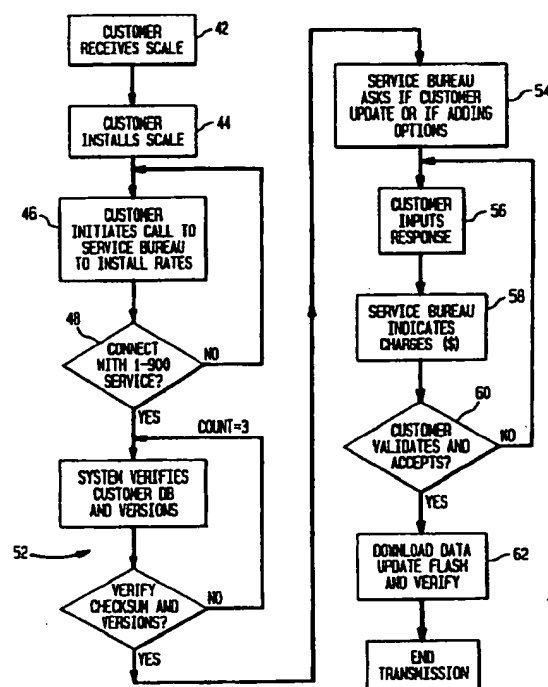 CUSTOMER
RECEIVES SCALE
42
CUSTOMER
INSTALLS SCALE
44
46
CUSTOMER
INITIATES CALL TO
SERVICE BUREAU
TO INSTALL RATES
48
CONNECT
WITH 1-900
SERVICE?
NO
YES
COUNT=3
SYSTEM VERIFIES
CUSTOMER DB
AND VERSIONS
52
VERIFY
CHECKSUM AND
VERSIONS?
NO
YES
SERVICE BUREAU
ASKS IF CUSTOMER
UPDATE OR IF ADDING
OPTIONS
54
CUSTOMER
INPUTS
RESPONSE
56
SERVICE BUREAU
INDICATES
CHARGES ($)
58
60
CUSTOMER
VALIDATES AND
ACCEPTS?
NO
YES
DOWNLOAD DATA
UPDATE FLASH
AND VERIFY
62
END
TRANSMISSION